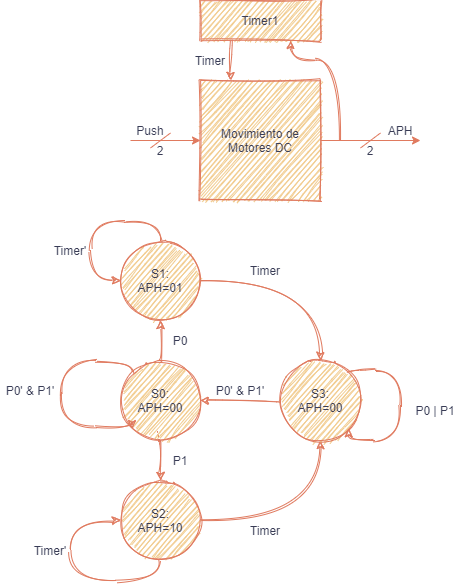 Timer1
Timer
Push
2
Movimiento de
Motores DC
APH
2
S1:
APH=01
Timer'
Timer
P0
P0' & P1'
S0:
APH=00
P0' & P1'
S3:
APH=00
P0 | P1
P1
S2:
APH=10
Timer'
Timer